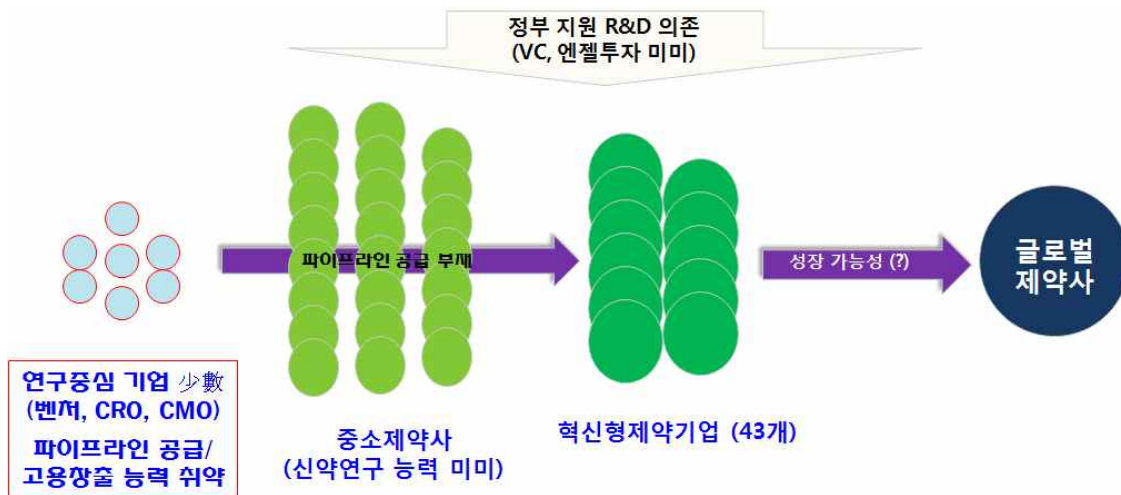 정부 지원 R&D 의존
(VC, 엔젤투자 미미)
파이프라인 공급 부재
성장 가능성 (?)
글로벌
제약사
연구중심 기업 少數
(벤처, CRO, CMO)
파이프라인 공급/
고용창출 능력 취약
중소제약사
(신약연구 능력 미미)
혁신형제약기업 (43개)